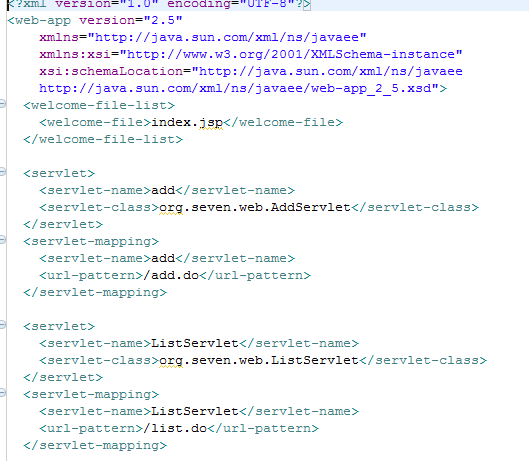 <?xml version="1.0" encoding="UTF-8"?>
<web-app version="2.5"
xmlns="http://java.sun.com/xml/ns/javaee"
xmlns:xsi="http://www.w3.org/2001/XMLSchema-instance"
xsi:schemaLocation="http://java.sun.com/xml/ns/javaee
http://java.sun.com/xml/ns/javaee/web-app_2_5.xsd">
<welcome-file-list>
<welcome-file>index.jsp</welcome-file>
</welcome-file-list>
<servlet>
<servlet-name>add</servlet-name>
<servlet-class>org.seven.web.AddServlet</servlet-class>
</servlet>
<servlet-mapping>
<servlet-name>add</servlet-name>
<url-pattern>/add.do</url-pattern>
</servlet-mapping>
<servlet>
<servlet-name>ListServlet</servlet-name>
<servlet-class>org.seven.web.ListServlet</servlet-class>
</servlet>
<servlet-mapping>
<servlet-name>ListServlet</servlet-name>
<url-pattern>/list.do</url-pattern>
</servlet-mapping>